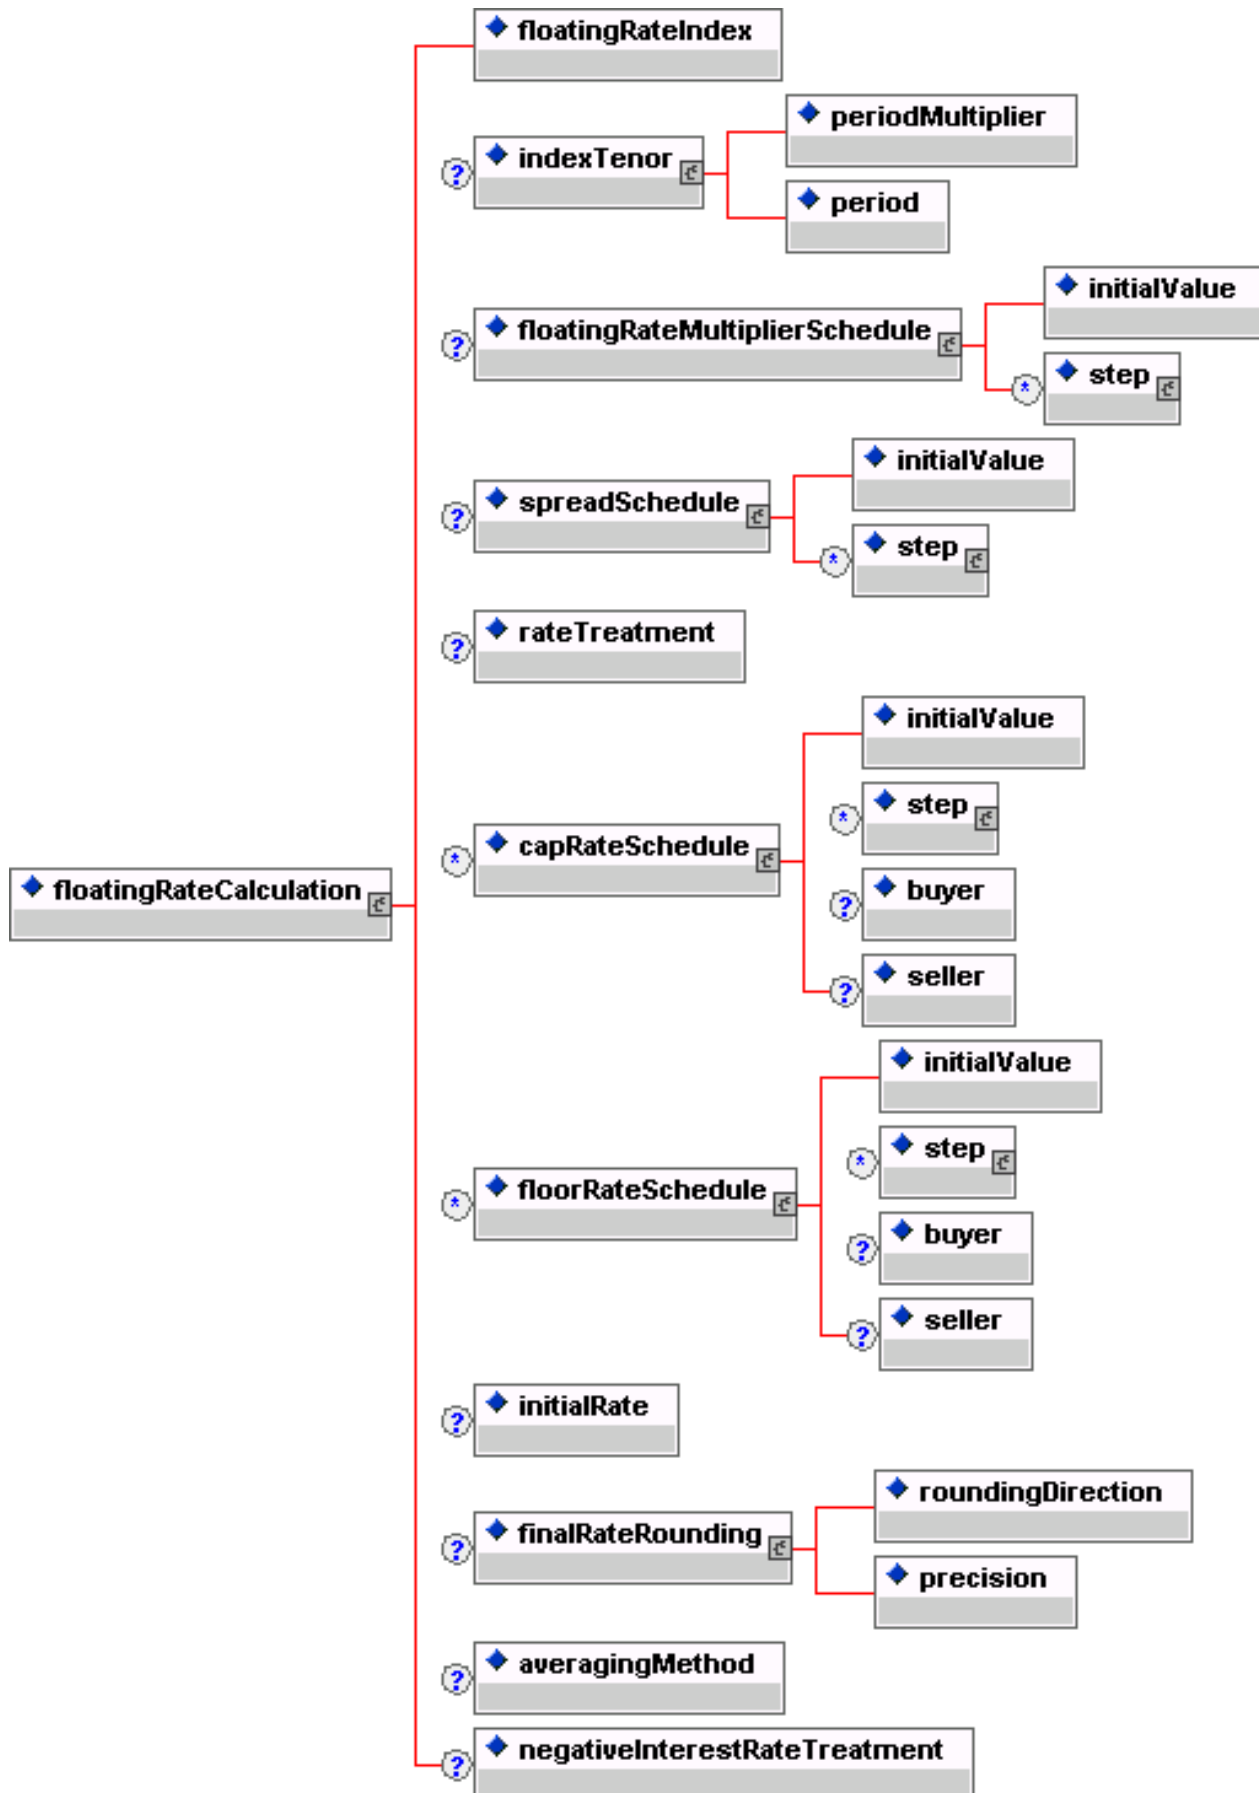 floatingRateIndex
periodMultiplier
? indexTenor
period
initialValue
? floatingRateMultiplierSchedule
* step
initialValue
? spreadSchedule
* step
? rateTreatment
initialValue
* step
* capRateSchedule
floatingRateCalculation
? buyer
? seller
initialValue
* step
* floorRateSchedule
? buyer
? seller
? initialRate
roundingDirection
? finalRateRounding
precision
? averagingMethod
? negativeInterestRateTreatment